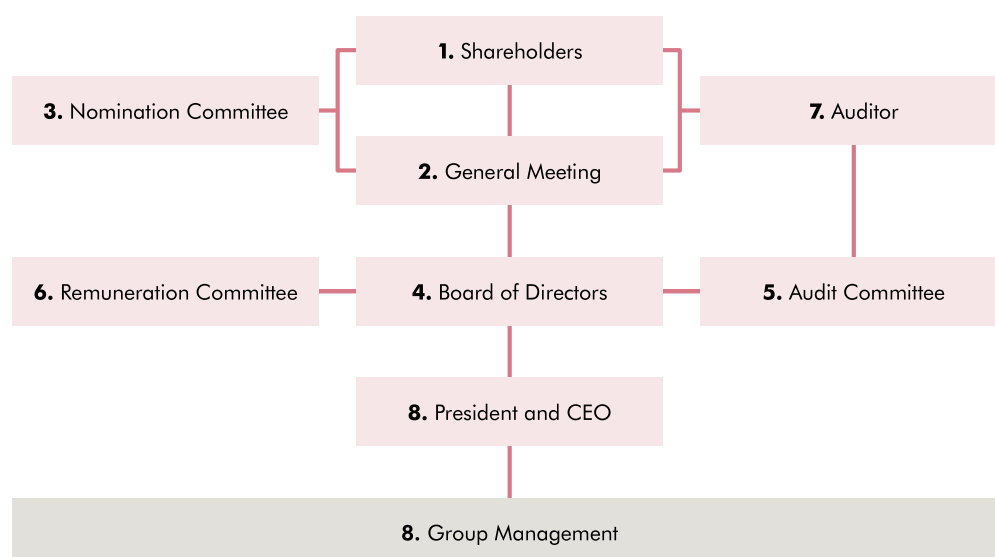 1. Shareholders
3. Nomination Committee
7. Auditor
2. General Meeting
6. Remuneration Committee
4. Board of Directors
5. Audit Committee
8. President and CEO
8. Group Management